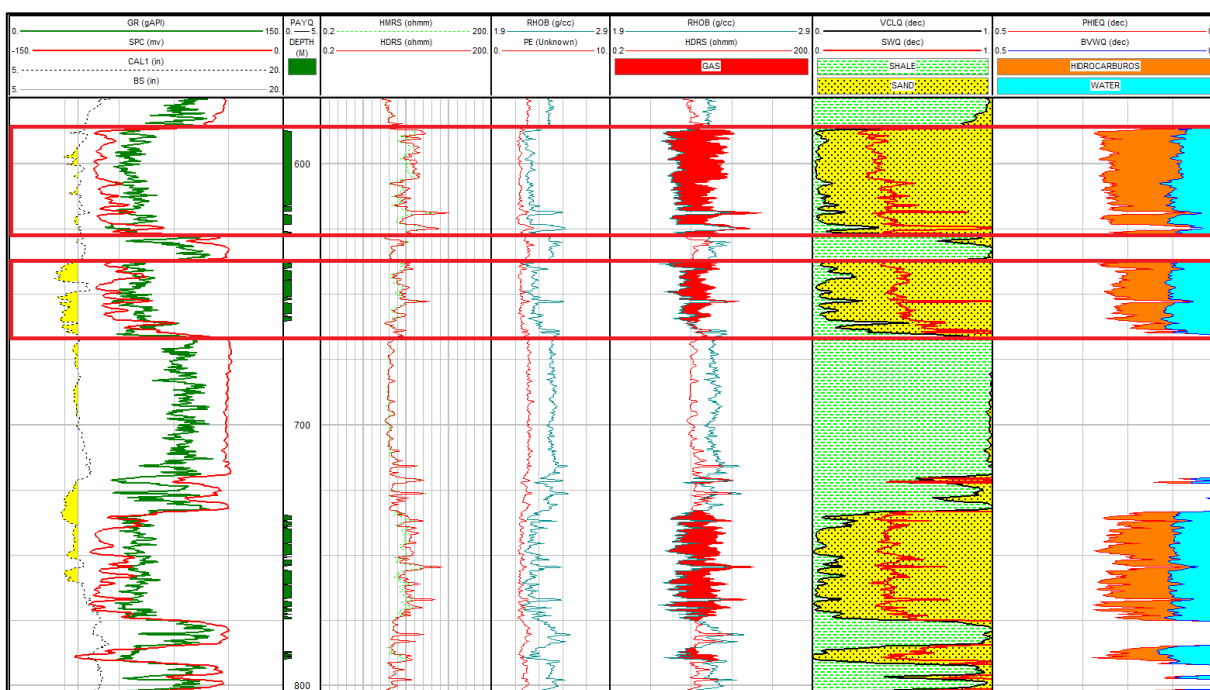 GR (gAPI)
0. 150.
SPC (mv)
-150. 0.
CAL1 (in)
5. 20.
BS (in)
5. 20.
PAYQ
0. 5.
DEPTH
(M)
HMRS (ohmm)
0.2 200.
HDRS (ohmm)
0.2 200.
RHOB (g/cc)
1.9 2.9
PE (Unknown)
0. 10.
RHOB (g/cc)
1.9 2.9
HDRS (ohmm)
0.2 200.
GAS
VCLQ (dec)
0. 1.
SWQ (dec)
0. 1.
SHALE
SAND
PHIEQ (dec)
0.5 0.
BVWQ (dec)
0.5 0.
HIDROCARBUROS
WATER
600
700
800